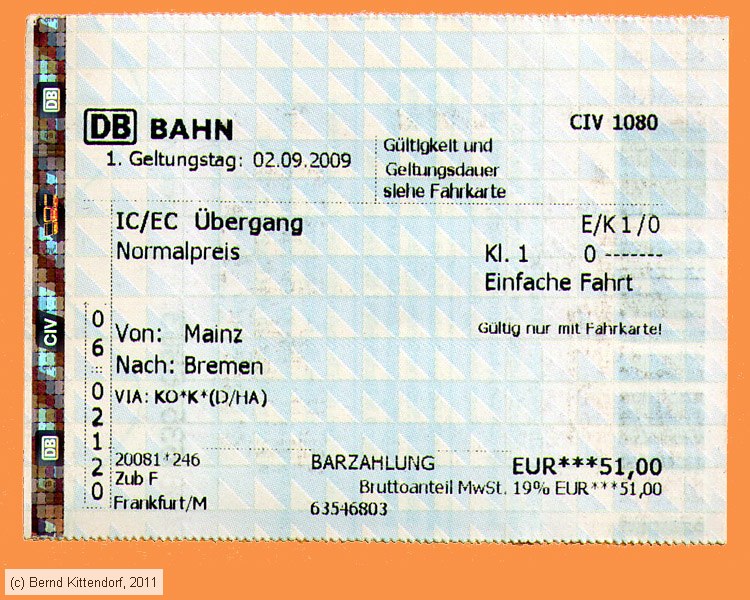 DB BAHN
CIV 1080
1. Geltungstag: 02.09.2009
Gültigkeit und
Geltungsdauer
siehe Fahrkarte
IC/EC Übergang
E/K 1/0
Normalpreis
Kl. 1 0 -------
Einfache Fahrt
Gültig nur mit Fahrkarte!
Von: Mainz
Nach: Bremen
VIA: KO*K*(D/HA)
06::002120
20081*246
BARZAHLUNG
EUR***51,00
Zub F
Bruttoanteil MwSt. 19% EUR***51,00
Frankfurt/M
63546803
DB
CIV
DB
(c) Bernd Kittendorf, 2011